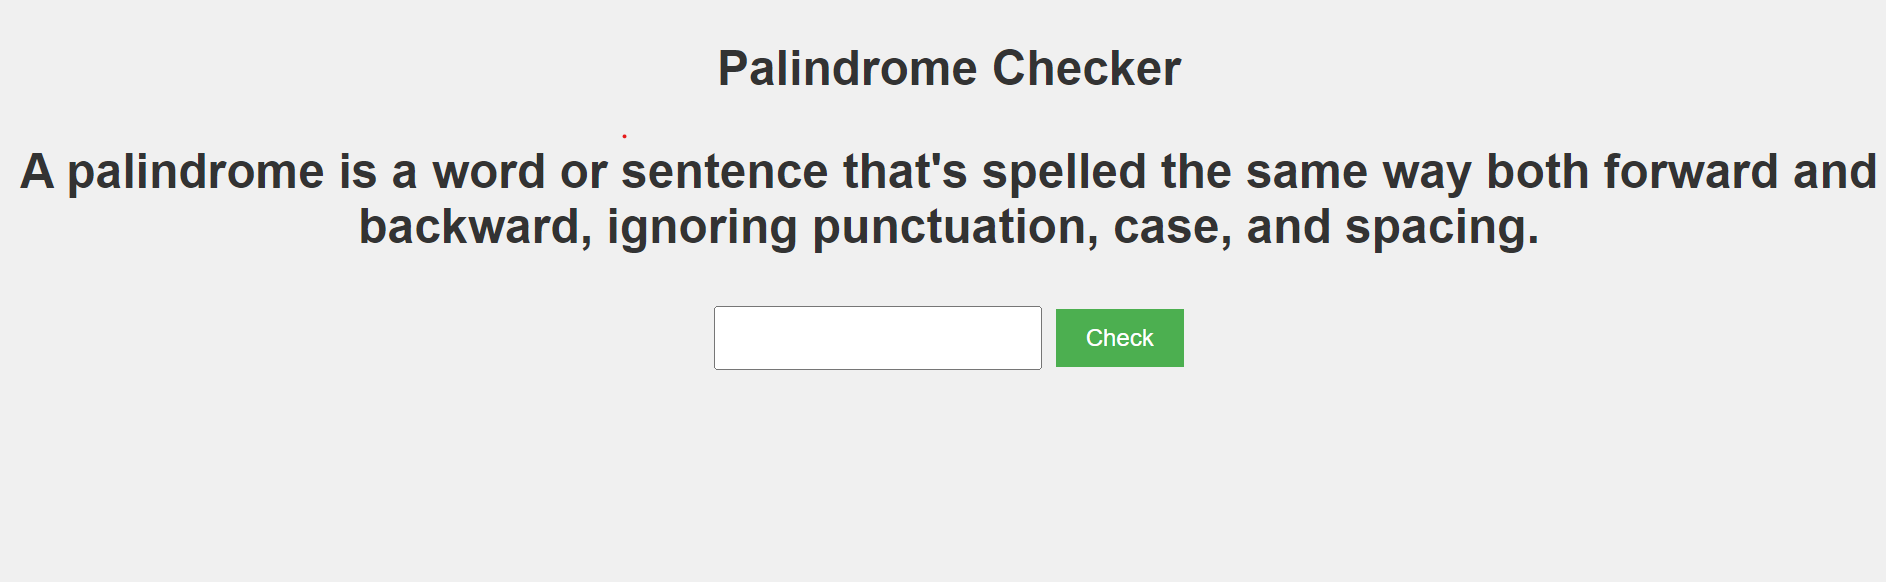 Palindrome Checker
A palindrome is a word or sentence that's spelled the same way both forward and
backward, ignoring punctuation, case, and spacing.
Check